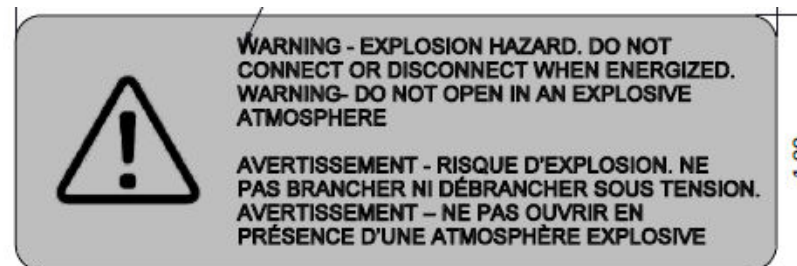 WARNING - EXPLOSION HAZARD. DO NOT
CONNECT OR DISCONNECT WHEN ENERGIZED.
WARNING- DO NOT OPEN IN AN EXPLOSIVE
ATMOSPHERE
AVERTISSEMENT - RISQUE D'EXPLOSION. NE
PAS BRANCHER NI DÉBRANCHER SOUS TENSION.
AVERTISSEMENT – NE PAS OUVRIR EN
PRÉSENCE D'UNE ATMOSPHÈRE EXPLOSIVE